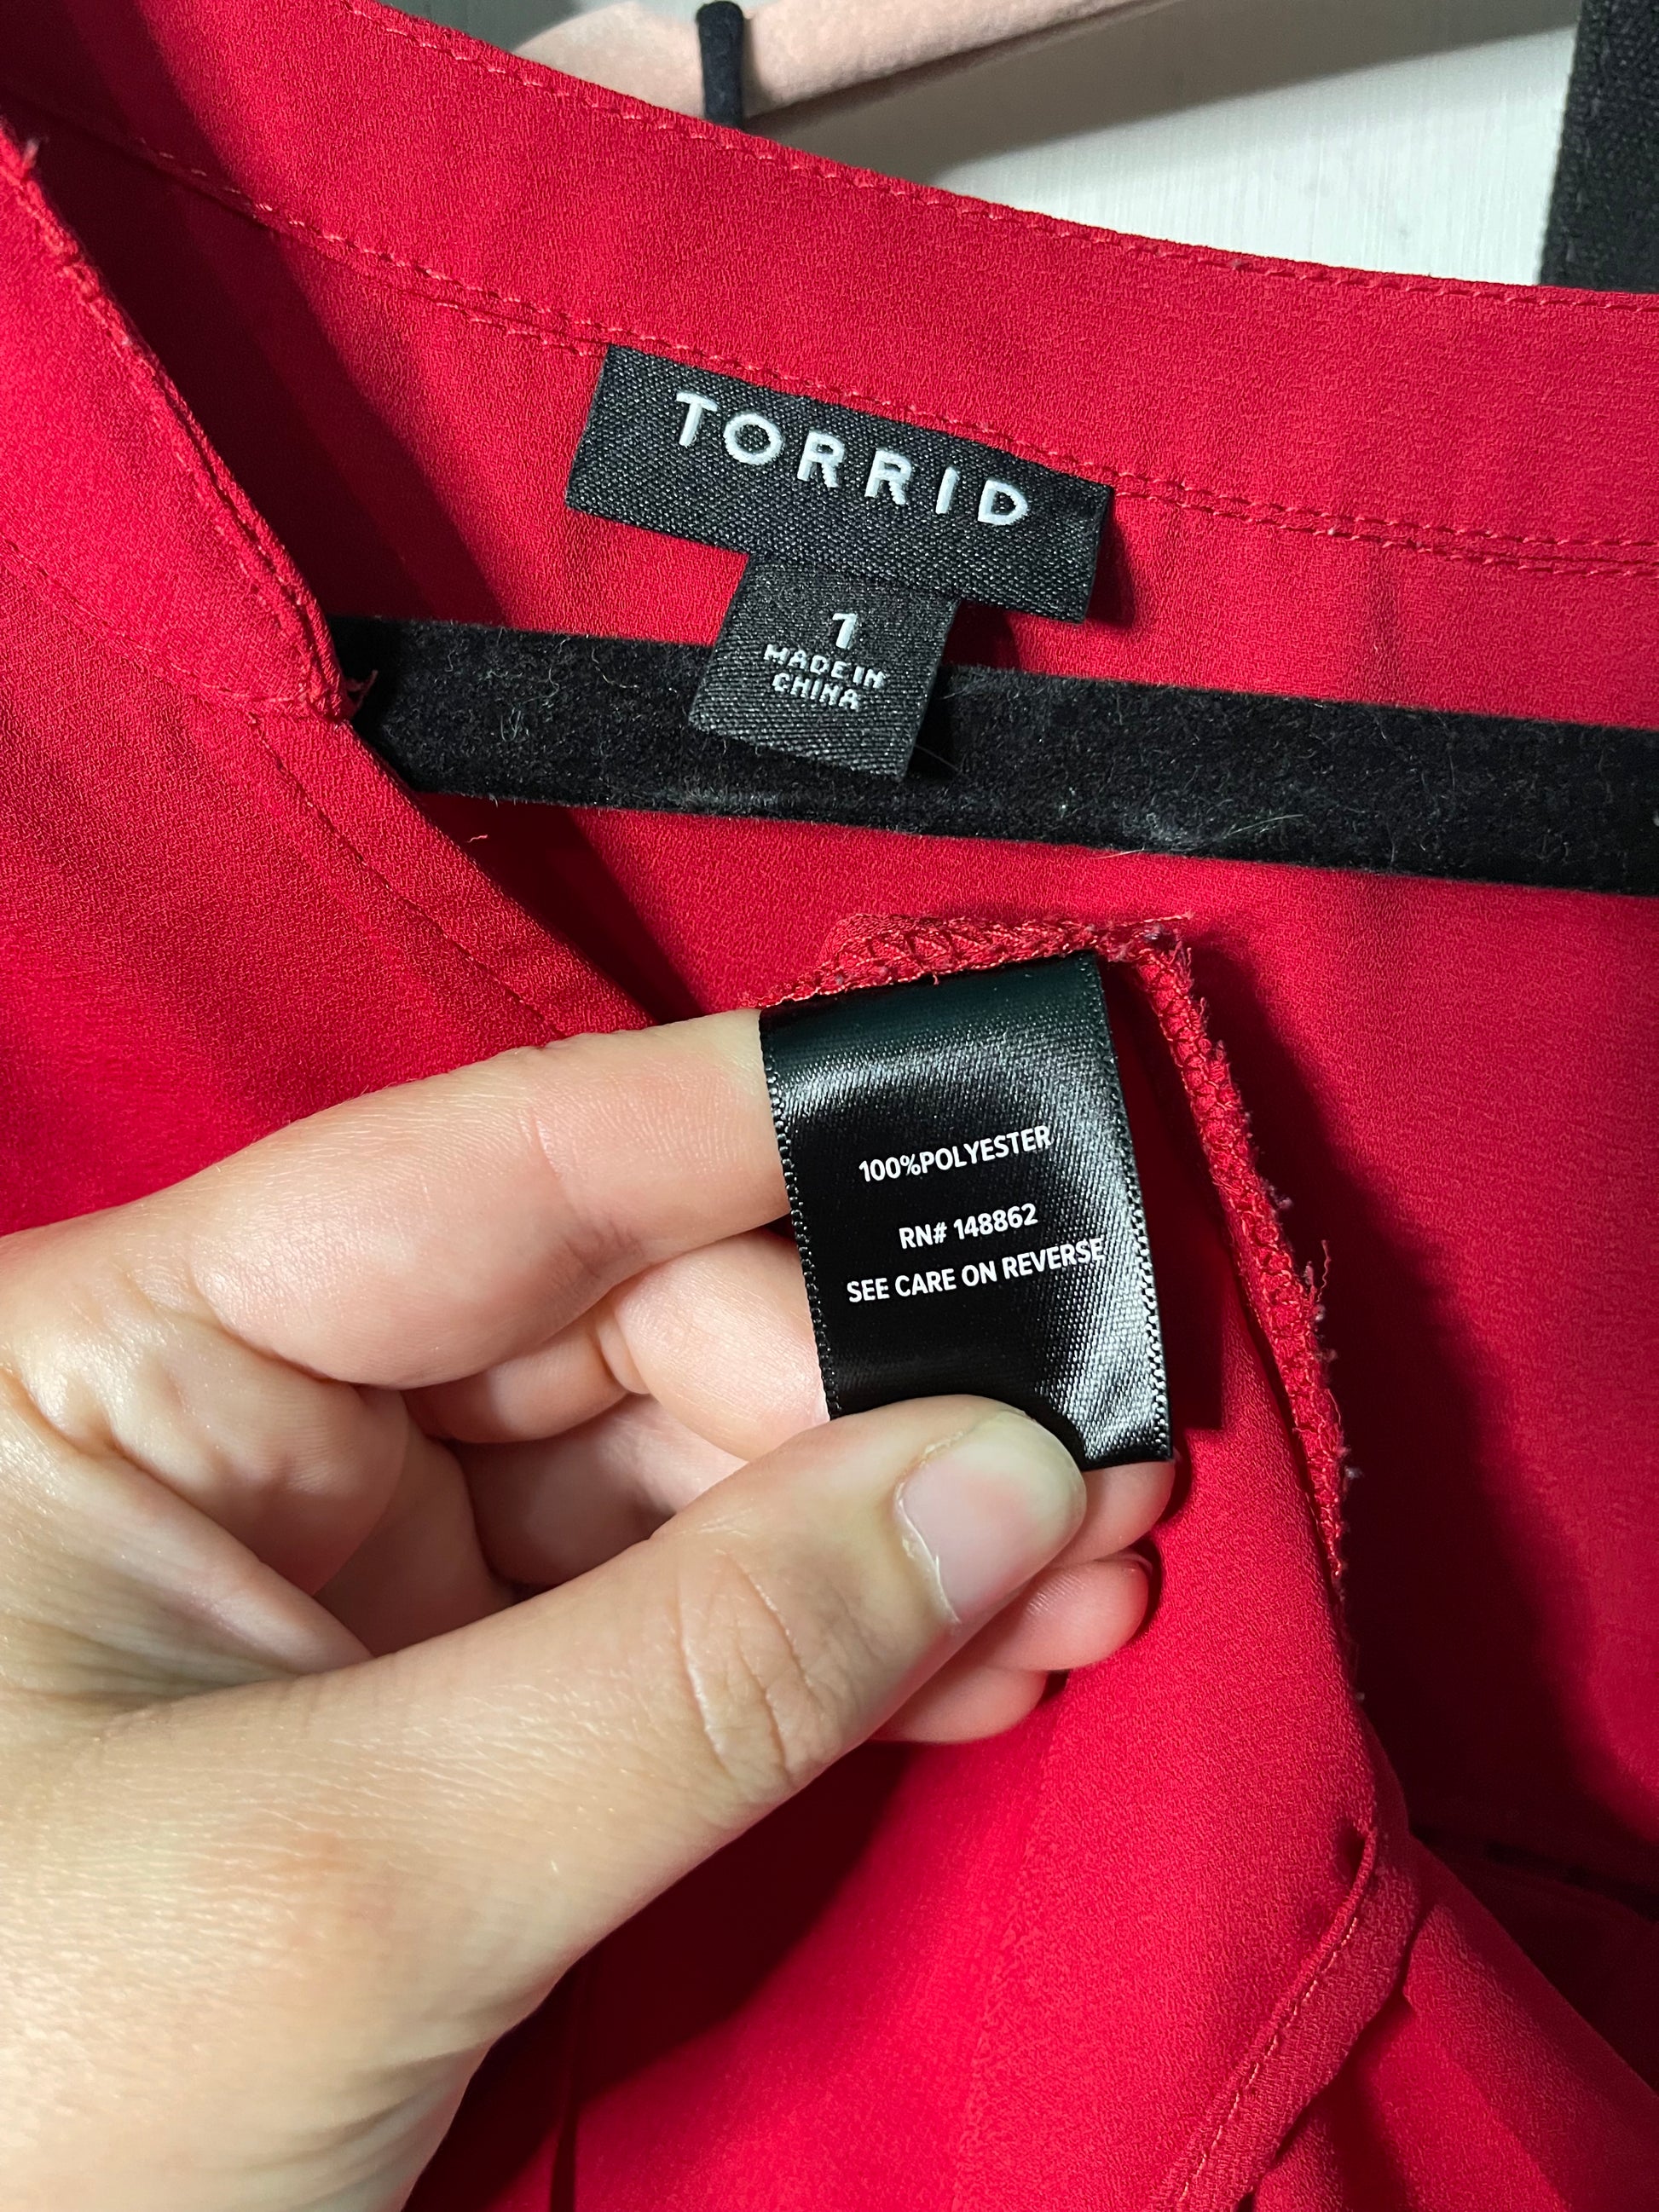 TORRID
1
MADE IN
CHINA
100%POLYESTER
RN# 148862
SEE CARE ON REVERSE